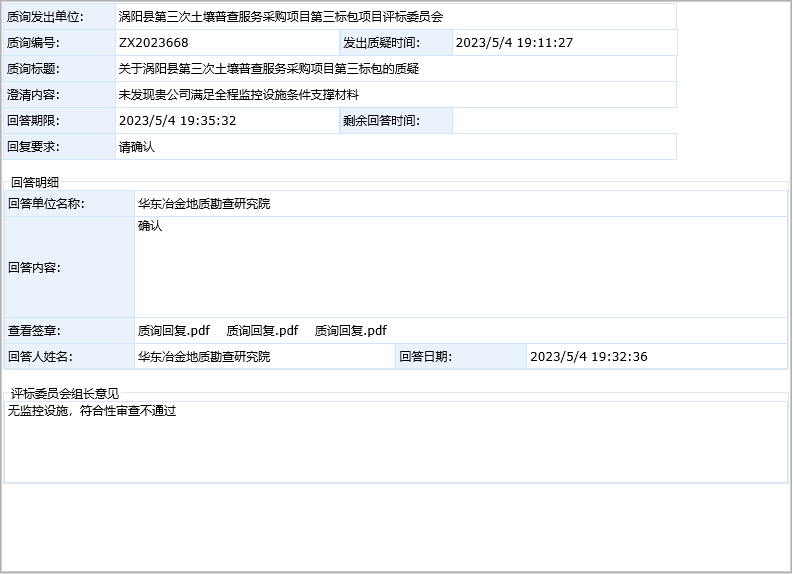 质询发出单位: 涡阳县第三次土壤普查服务采购项目第三标包项目评标委员会
质询编号: ZX2023668 发出质疑时间: 2023/5/4 19:11:27
质询标题: 关于涡阳县第三次土壤普查服务采购项目第三标包的质疑
澄清内容: 未发现贵公司满足全程监控设施条件支撑材料
回答期限: 2023/5/4 19:35:32 剩余回答时间:
回复要求: 请确认
回答明细
回答单位名称: 华东冶金地质勘查研究院
回答内容: 确认
查看签章: 质询回复.pdf 质询回复.pdf 质询回复.pdf
回答人姓名: 华东冶金地质勘查研究院 回答日期: 2023/5/4 19:32:36
评标委员会组长意见
无监控设施，符合性审查不通过